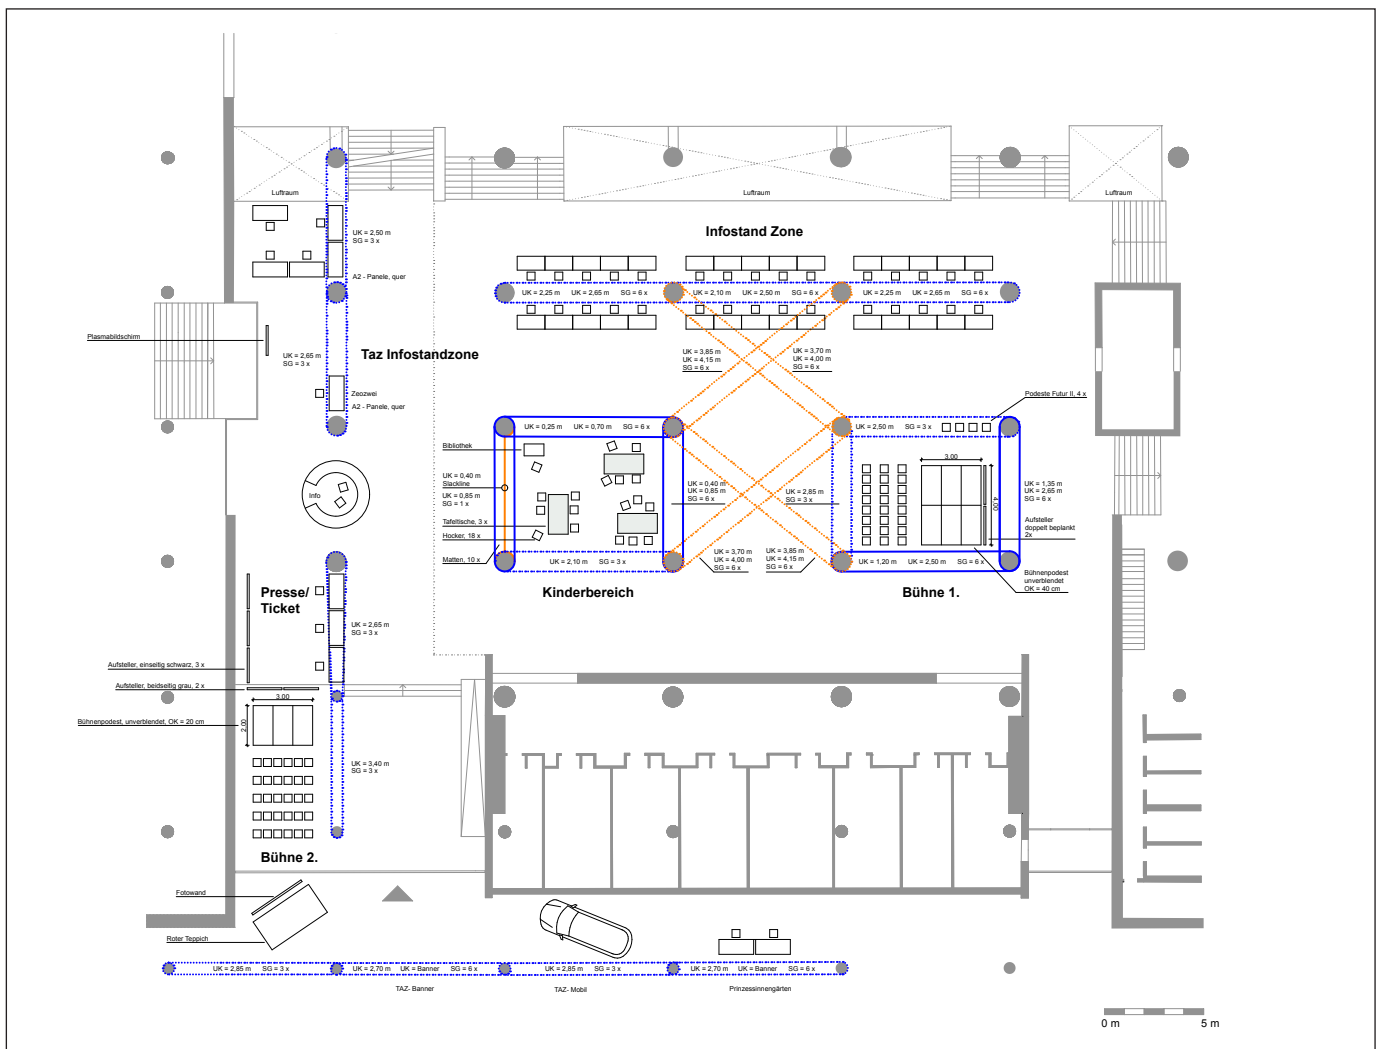 Luftraum
Luftraum
Luftraum
Infostand Zone
UK = 2,50 m
SG = 3 x
A2 - Panele, quer
UK = 2,25 m UK = 2,65 m SG = 6 x
UK = 2,10 m UK = 2,50 m SG = 6 x
UK = 2,25 m UK = 2,65 m SG = 6 x
Plasmabildschirm
UK = 2,65 m
SG = 3 x
Taz Infostandzone
UK = 3,85 m
UK = 4,15 m
SG = 6 x
UK = 3,70 m
UK = 4,00 m
SG = 6 x
Zeozwei
A2 - Panele, quer
Podeste Futur II, 4 x
UK = 0,25 m UK = 0,70 m SG = 6 x
UK = 2,50 m SG = 3 x
Bibliothek
3.00
4.00
UK = 0,40 m
Slackline
UK = 0,85 m
SG = 1 x
Info
UK = 0,40 m
UK = 0,85 m
SG = 6 x
UK = 2,85 m
SG = 3 x
UK = 1,35 m
UK = 2,65 m
SG = 6 x
Tafeltische, 3 x
Hocker, 18 x
Matten, 10 x
Aufsteller
doppelt beplankt
2x
UK = 2,10 m SG = 3 x
UK = 3,70 m
UK = 4,00 m
SG = 6 x
UK = 3,85 m
UK = 4,15 m
SG = 6 x
UK = 1,20 m UK = 2,50 m SG = 6 x
Bühnenpodest
unverblendet
OK = 40 cm
Kinderbereich
Bühne 1.
Presse/
Ticket
UK = 2,65 m
SG = 3 x
Aufsteller, einseitig schwarz, 3 x
Aufsteller, beidseitig grau, 2 x
3.00
2.00
Bühnenpodest, unverblendet, OK = 20 cm
UK = 3,40 m
SG = 3 x
Bühne 2.
Fotowand
Roter Teppich
UK = 2,85 m SG = 3 x
UK = 2,70 m UK = Banner SG = 6 x
UK = 2,85 m SG = 3 x
UK = 2,70 m UK = Banner SG = 6 x
TAZ-Banner
TAZ- Mobil
Prinzessinnengärten
0 m 5 m